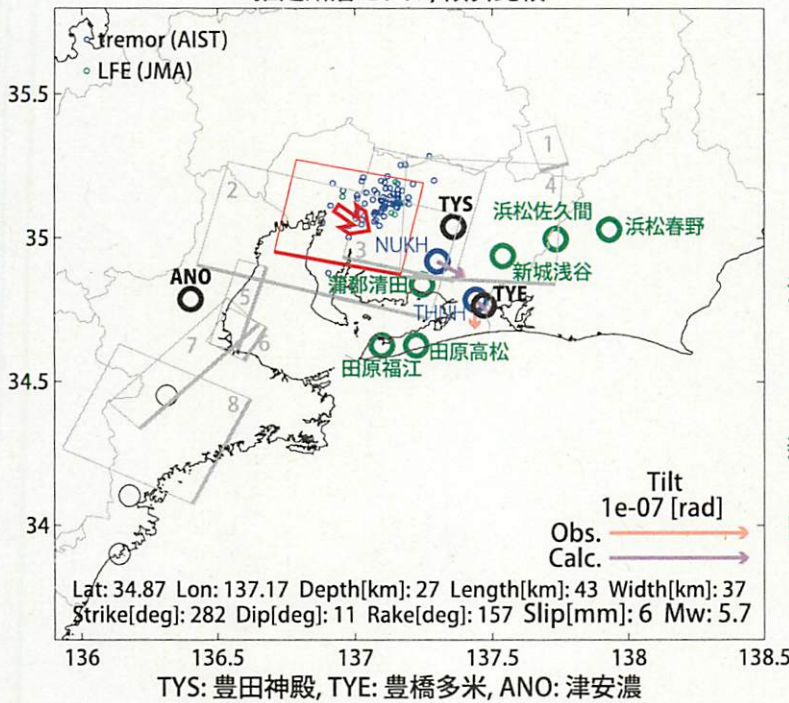 tremor (AIST)
LFE (JMA)
35.5
35
34.5
34
1
2
4
3
5
6
7
8
TYS
浜松佐久間
浜松春野
NUKH
新城浅谷
ANO
蒲郡清田
THNH
TYE
田原福江
田原高松
Tilt
1e-07 [rad]
Obs.
Calc.
Lat: 34.87 Lon: 137.17 Depth[km]: 27 Length[km]: 43 Width[km]: 37
Strike[deg]: 282 Dip[deg]: 11 Rake[deg]: 157 Slip[mm]: 6 Mw: 5.7
136 136.5 137 137.5 138 138.5
TYS: 豊田神殿, TYE: 豊橋多米, ANO: 津安濃